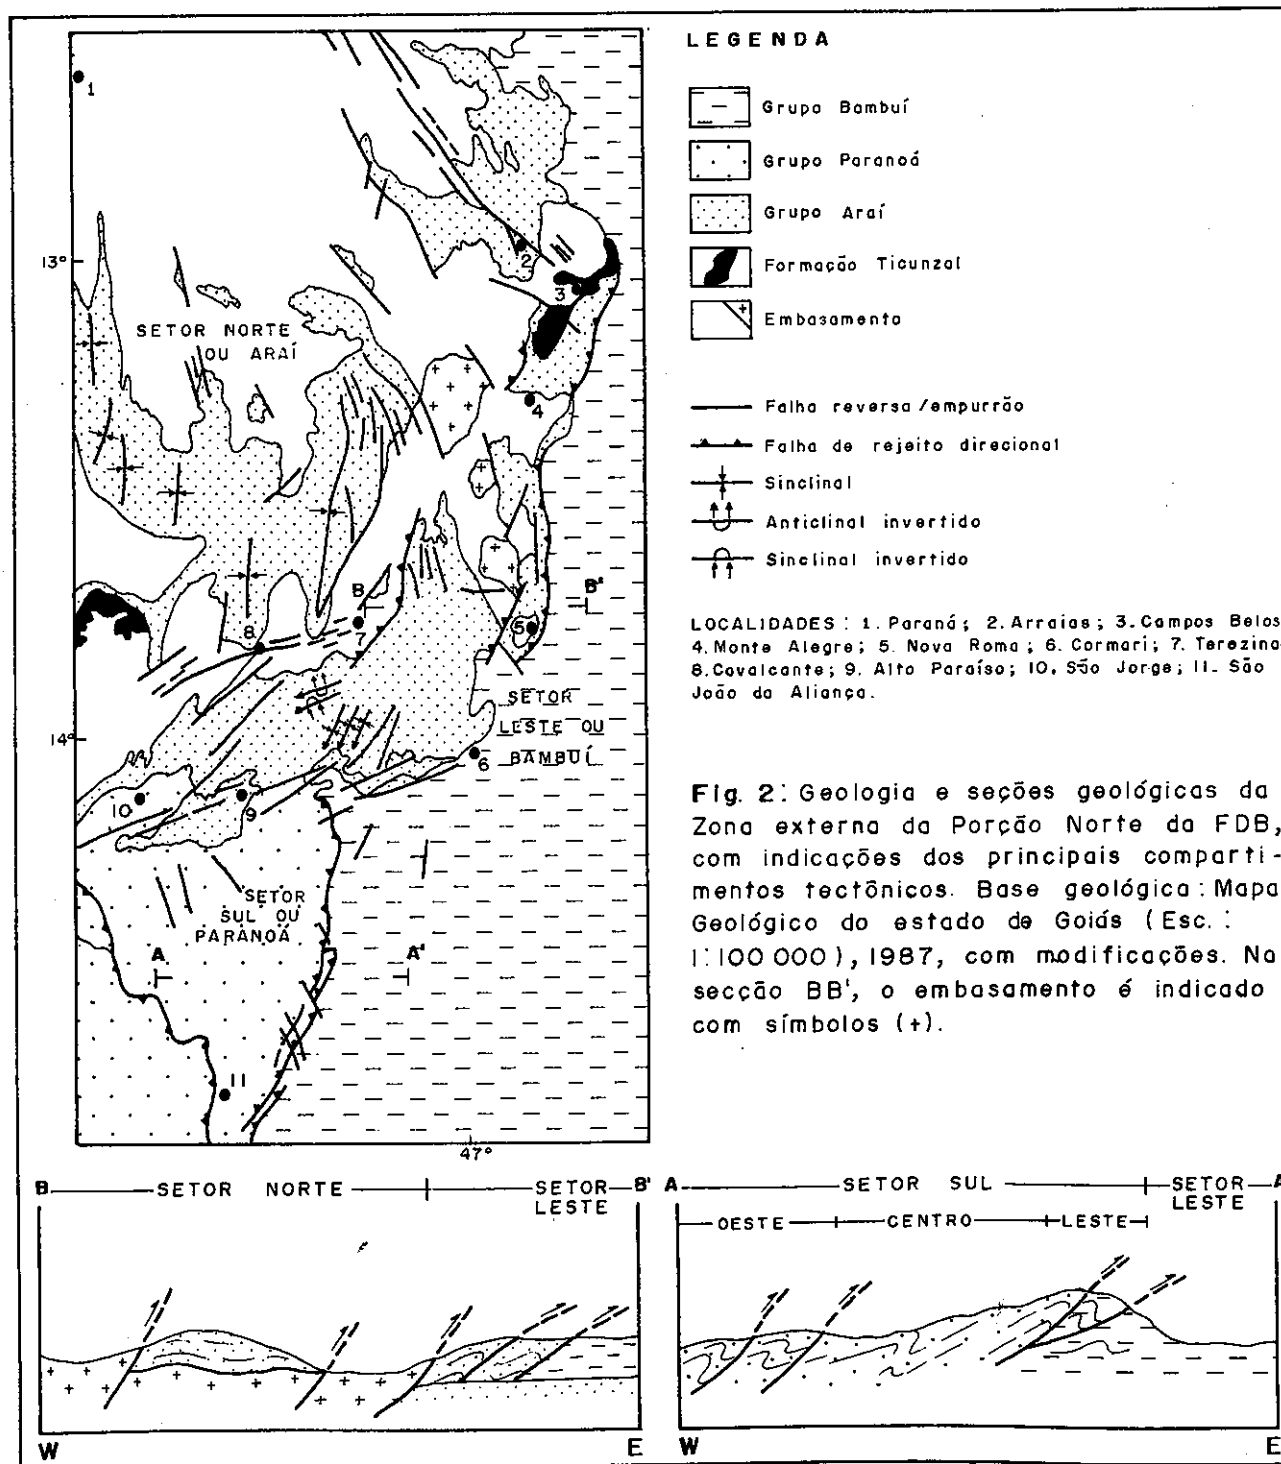 LEGENDA
Grupo Bambuí
Grupo Paranoá
Grupo Araí
Formação Ticunzal
Embasamento
Falha reversa/empurrão
Falha de rejeito direcional
Sinclinal
Anticlinal invertido
Sinclinal invertido
LOCALIDADES: 1. Paranã; 2. Arraias; 3. Campos Belos
4. Monte Alegre; 5. Nova Roma; 6. Cormari; 7. Terezina
8. Cavalcante; 9. Alto Paraíso; 10. São Jorge; 11. São
João da Aliança.
Fig. 2: Geologia e seções geológicas da
Zona externa da Porção Norte da FDB,
com indicações dos principais comparti-
mentos tectônicos. Base geológica: Mapa
Geológico do estado de Goiás (Esc.:
1:100 000), 1987, com modificações. Na
secção BB', o embasamento é indicado
com símbolos (+).
1
2
13°
3
SETOR NORTE
OU ARAÍ
4
B
B'
5
8
7
SETOR
LESTE OU
BAMBUÍ
14°
6
10
9
SETOR
SUL OU
PARANOÁ
A
A'
11
47°
B SETOR NORTE SETOR LESTE B'
W E
A SETOR SUL SETOR LESTE A
OESTE CENTRO LESTE
W E